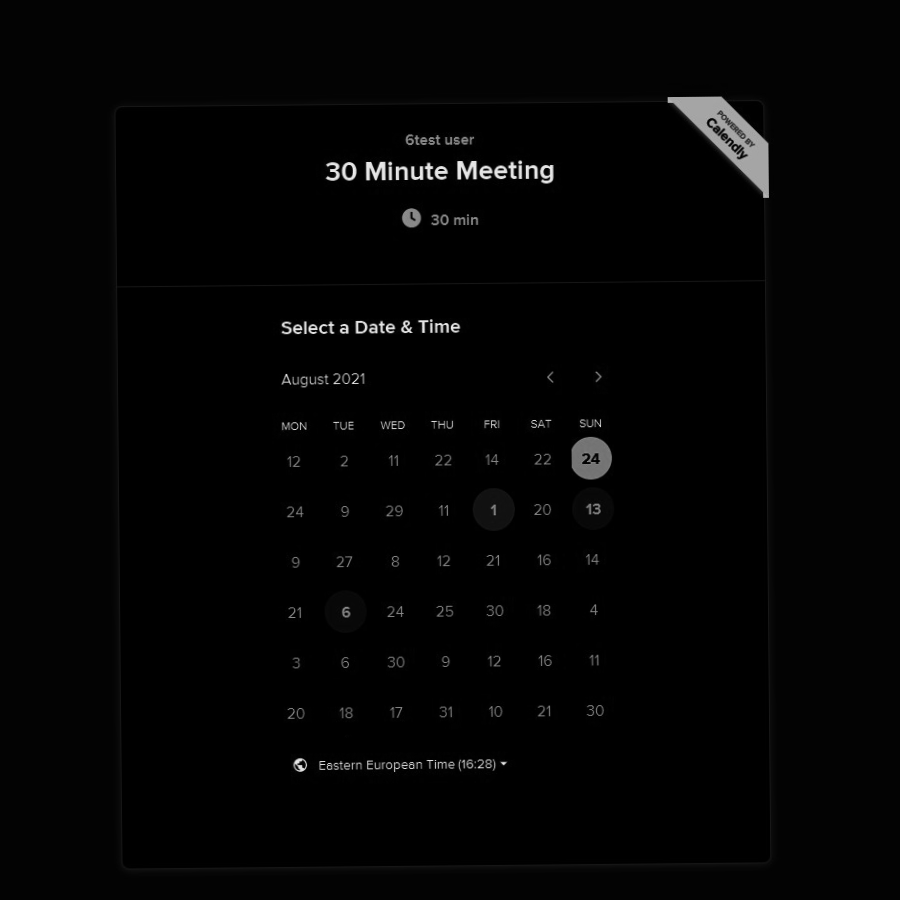 POWERED BY
Calendly
6test user
30 Minute Meeting
30 min
Select a Date & Time
August 2021
MON TUE WED THU FRI SAT SUN
12 2 11 22 14 22 24
24 9 29 11 1 20 13
9 27 8 12 21 16 14
21 6 24 25 30 18 4
3 6 30 9 12 16 11
20 18 17 31 10 21 30
Eastern European Time (16:28)